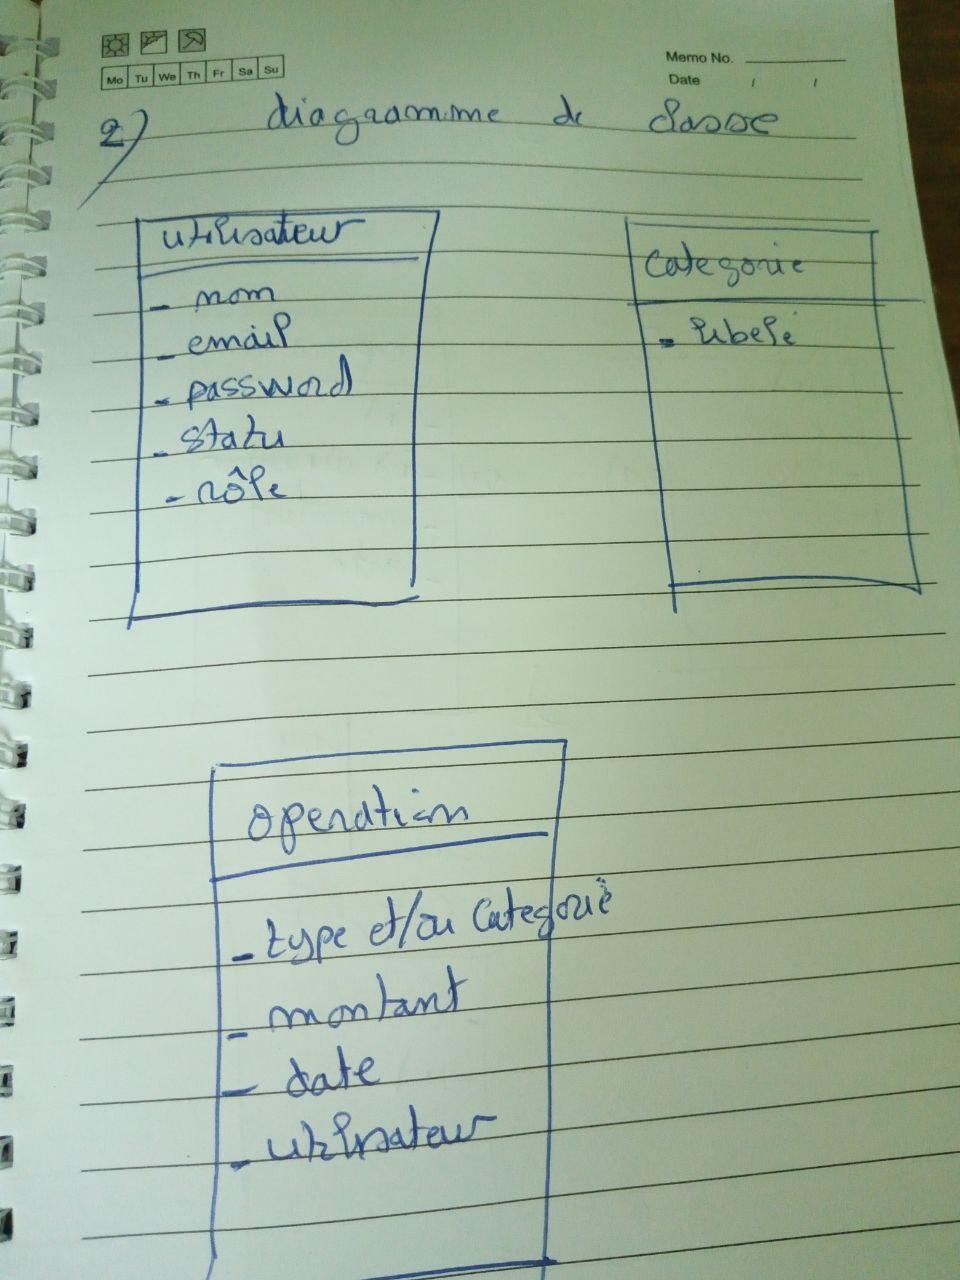 Mo Tu We Th Fr Sa Su
Memo No.
Date / /
2) diagramme de classe
utilisateur
- nom
- email
- password
- statu
- rôle
Categorie
- libelé
operation
- type et/ou Categorie
- montant
- date
- utilisateur